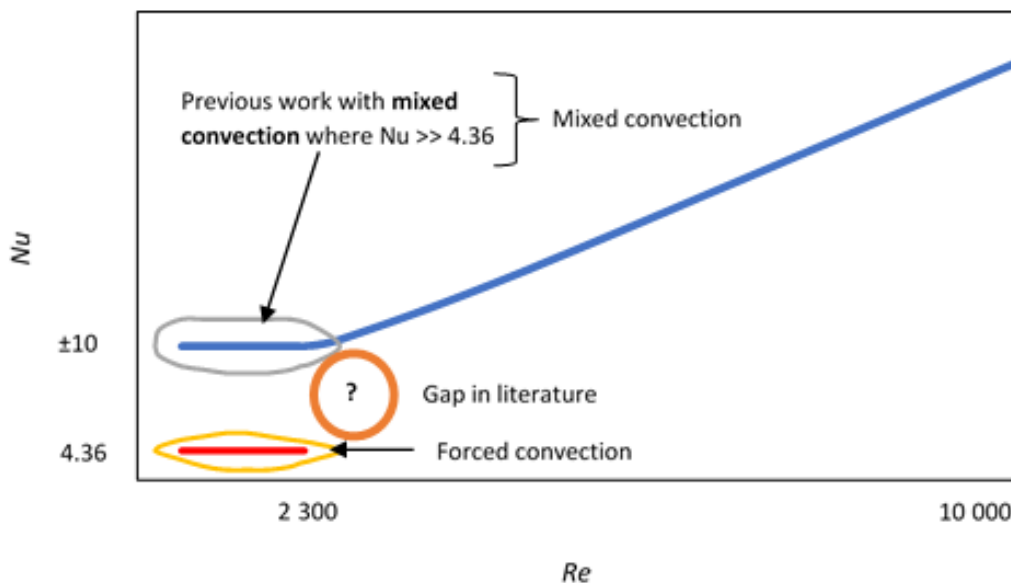 Previous work with mixed
convection where Nu >> 4.36
Mixed convection
Nu
±10
?
Gap in literature
4.36
Forced convection
2 300
10 000
Re